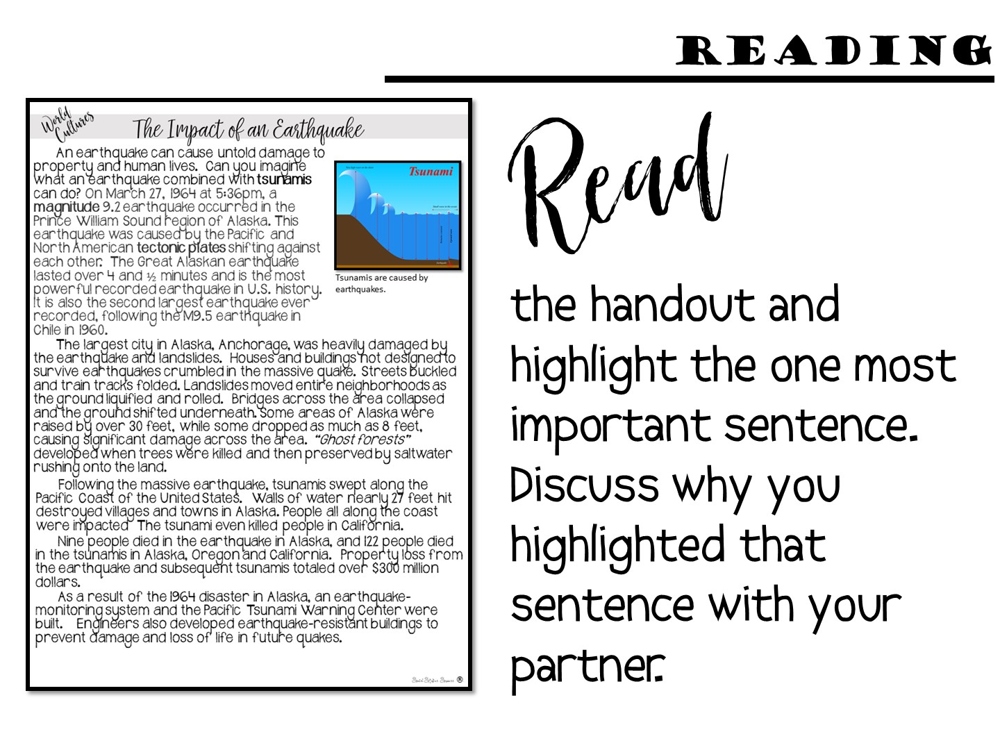 READING
World
Cultures
The Impact of an Earthquake
An earthquake can cause untold damage to
property and human lives. Can you imagine
what an earthquake combined with tsunamis
can do? On March 27, 1964 at 5:36pm, a
magnitude 9.2 earthquake occurred in the
Prince William Sound region of Alaska. This
earthquake was caused by the Pacific and
North American tectonic plates shifting against
each other. The Great Alaskan earthquake
lasted over 4 and ½ minutes and is the most
powerful recorded earthquake in U.S. history.
It is also the second largest earthquake ever
recorded, following the M9.5 earthquake in
Chile in 1960.
Tsunami
Tsunamis are caused by
earthquakes.
The largest city in Alaska, Anchorage, was heavily damaged by
the earthquake and landslides. Houses and buildings not designed to
survive earthquakes crumbled in the massive quake. Streets buckled
and train tracks folded. Landslides moved entire neighborhoods as
the ground liquified and rolled. Bridges across the area collapsed
and the ground shifted underneath. Some areas of Alaska were
raised by over 30 feet, while some dropped as much as 8 feet,
causing significant damage across the area. "Ghost forests"
developed when trees were killed and then preserved by saltwater
rushing onto the land.
Following the massive earthquake, tsunamis swept along the
Pacific Coast of the United States. Walls of water nearly 27 feet hit
destroyed villages and towns in Alaska. People all along the coast
were impacted The tsunami even killed people in California.
Nine people died in the earthquake in Alaska, and 122 people died
in the tsunamis in Alaska, Oregon and California. Property loss from
the earthquake and subsequent tsunamis totaled over $300 million
dollars.
As a result of the 1964 disaster in Alaska, an earthquake-
monitoring system and the Pacific Tsunami Warning Center were
built. Engineers also developed earthquake-resistant buildings to
prevent damage and loss of life in future quakes.
Read
the handout and
highlight the one most
important sentence.
Discuss why you
highlighted that
sentence with your
partner.